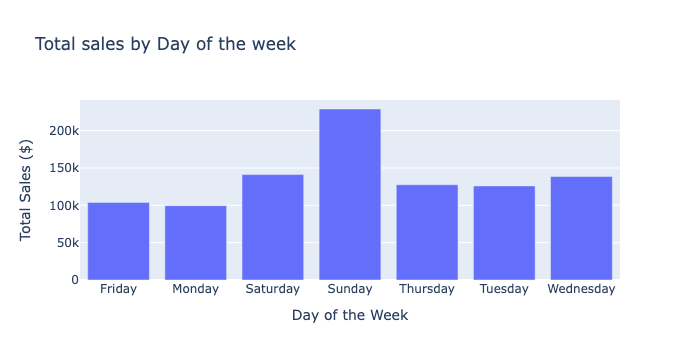 Total sales by Day of the week
Total Sales ($)
200k
150k
100k
50k
0
Friday Monday Saturday Sunday Thursday Tuesday Wednesday
Day of the Week